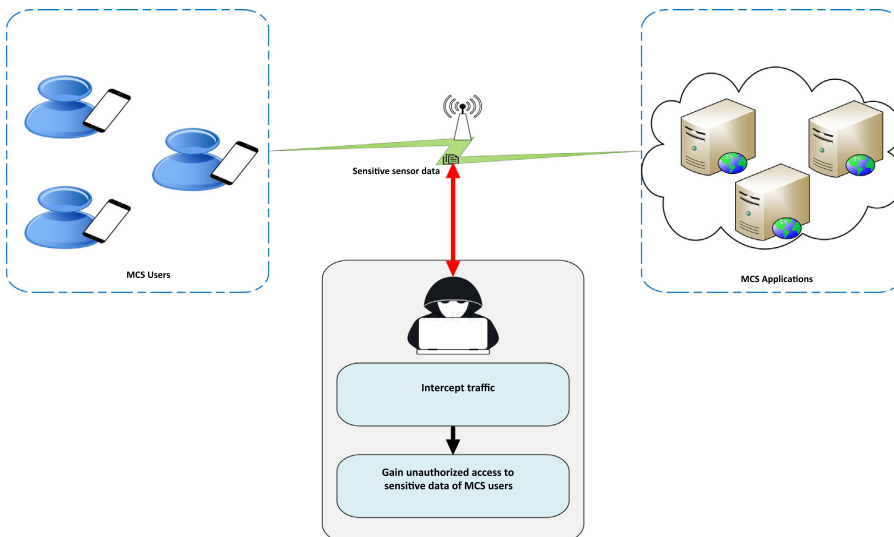 Sensitive sensor data
MCS Users
MCS Applications
Intercept traffic
Gain unauthorized access to
sensitive data of MCS users